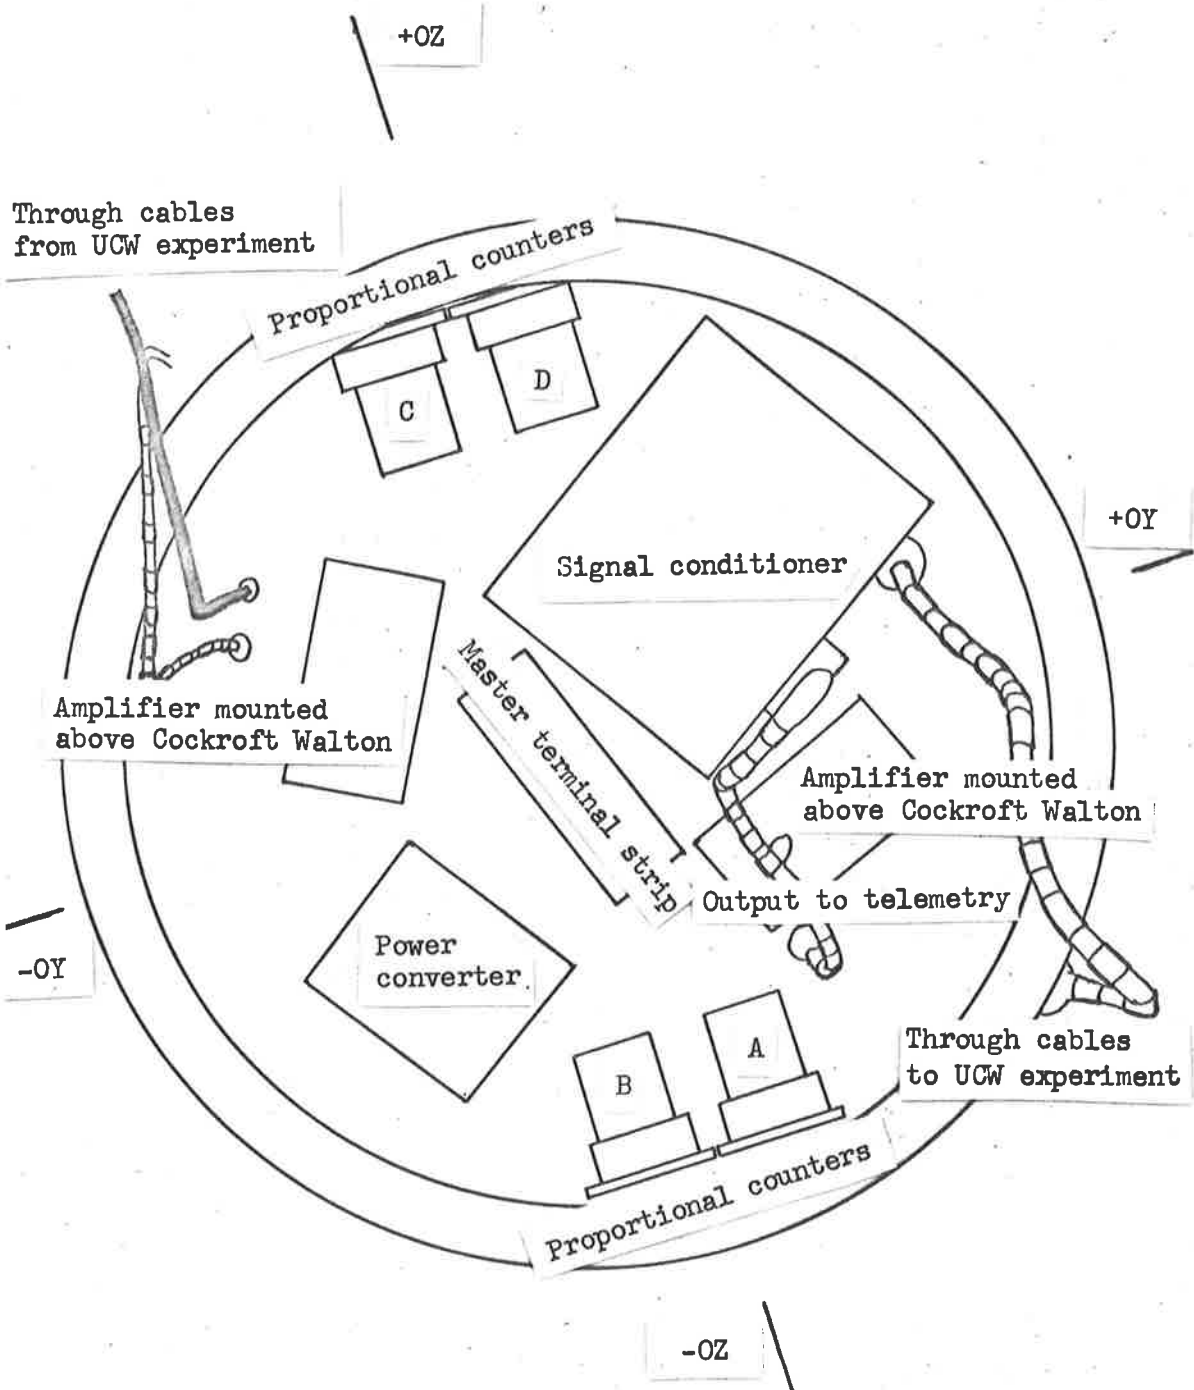 +OZ
Through cables
from UCW experiment
Proportional counters
D
C
+OY
Signal conditioner
Master terminal strip
Amplifier mounted
above Cockroft Walton
Amplifier mounted
above Cockroft Walton
Output to telemetry
Power
converter.
-OY
A
B
Through cables
to UCW experiment
Proportional counters
-OZ